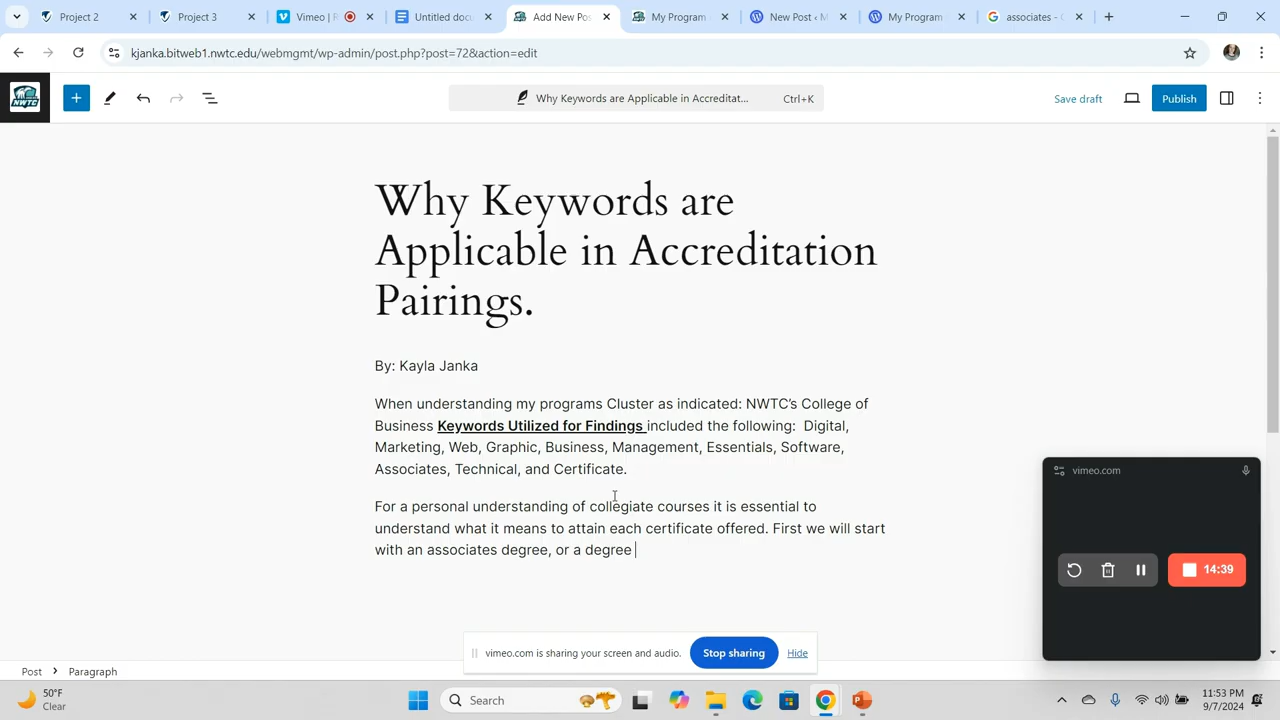 Project 2
Project 3
Vimeo |
Untitled doc
Add New Pos
My Program
New Post ‹ M
My Program
associates - G
kjanka.bitweb1.nwtc.edu/webmgmt/wp-admin/post.php?post=72&action=edit
NWTC
Why Keywords are Applicable in Accreditat... Ctrl+K
Save draft
Publish
Why Keywords are
Applicable in Accreditation
Pairings.
By: Kayla Janka
When understanding my programs Cluster as indicated: NWTC's College of
Business Keywords Utilized for Findings included the following: Digital,
Marketing, Web, Graphic, Business, Management, Essentials, Software,
Associates, Technical, and Certificate.
For a personal understanding of collegiate courses it is essential to
understand what it means to attain each certificate offered. First we will start
with an associates degree, or a degree
vimeo.com
14:39
vimeo.com is sharing your screen and audio. Stop sharing Hide
Post Paragraph
50°F
Clear
Search
11:53 PM
9/7/2024